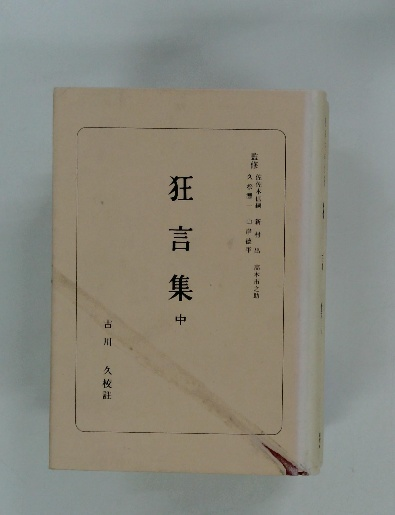 監修 佐佐木信綱 新村出 高木市之助
久松潜一 山岸徳平
狂言集
中
古川久校註